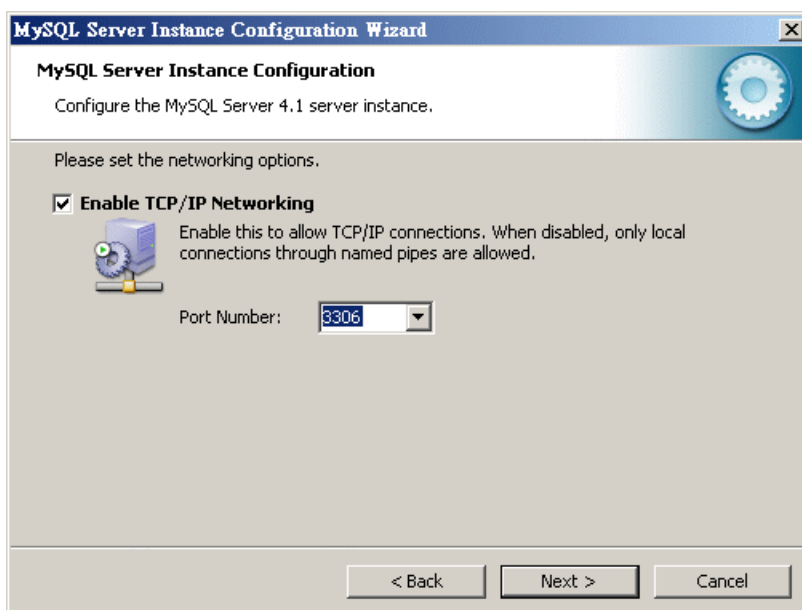 MySQL Server Instance Configuration Wizard
MySQL Server Instance Configuration
Configure the MySQL Server 4.1 server instance.
Please set the networking options.
Enable TCP/IP Networking
Enable this to allow TCP/IP connections. When disabled, only local
connections through named pipes are allowed.
Port Number: 3306
< Back Next > Cancel